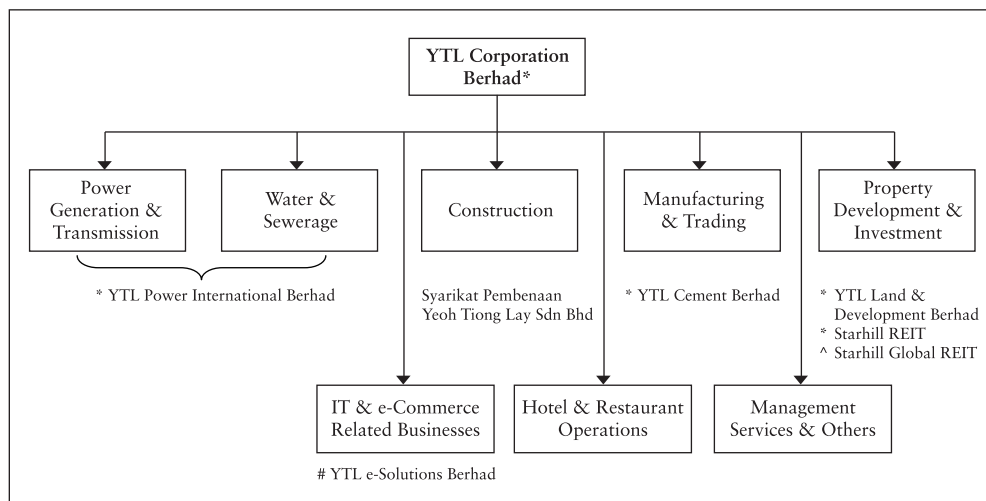 YTL Corporation
Berhad*
Power
Generation &
Transmission
Water &
Sewerage
Construction
Manufacturing
& Trading
Property
Development &
Investment
* YTL Power International Berhad
Syarikat Pembenaan
Yeoh Tiong Lay Sdn Bhd
* YTL Cement Berhad
* YTL Land &
Development Berhad
* Starhill REIT
^ Starhill Global REIT
IT & e-Commerce
Related Businesses
Hotel & Restaurant
Operations
Management
Services & Others
# YTL e-Solutions Berhad